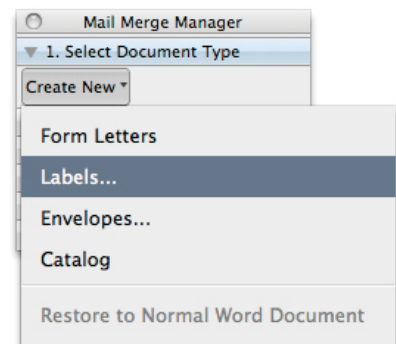 Mail Merge Manager
1. Select Document Type
Create New
Form Letters
Labels...
Envelopes...
Catalog
Restore to Normal Word Document